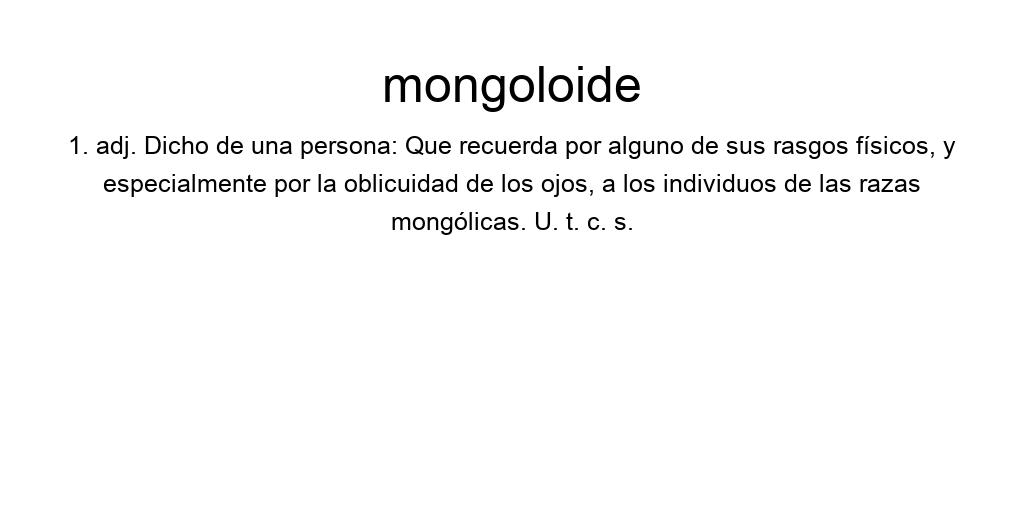 mongoloide
1. adj. Dicho de una persona: Que recuerda por alguno de sus rasgos físicos, y
especialmente por la oblicuidad de los ojos, a los individuos de las razas
mongólicas. U. t. c. s.